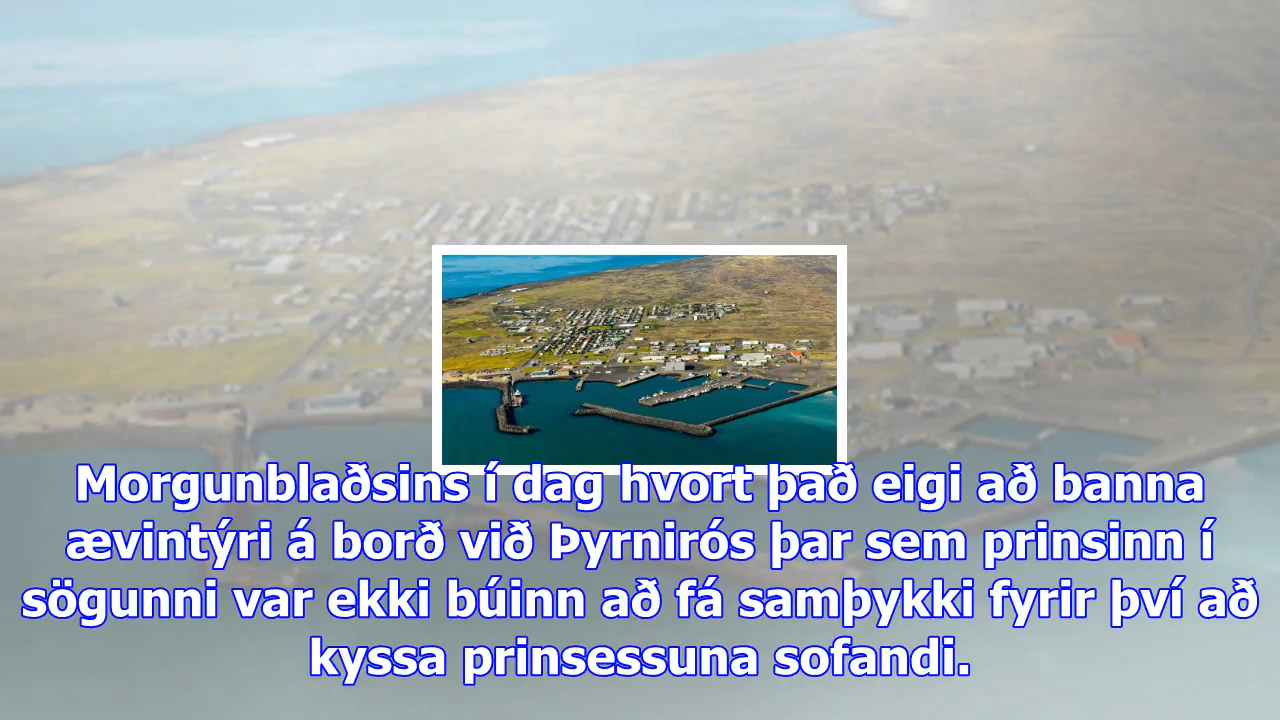 Morgunblaðsins í dag hvort það eigi að banna
ævintýri á borð við Þyrnirós þar sem prinsinn í
sögunni var ekki búinn að fá samþykki fyrir því að
kyssa prinsessuna sofandi.